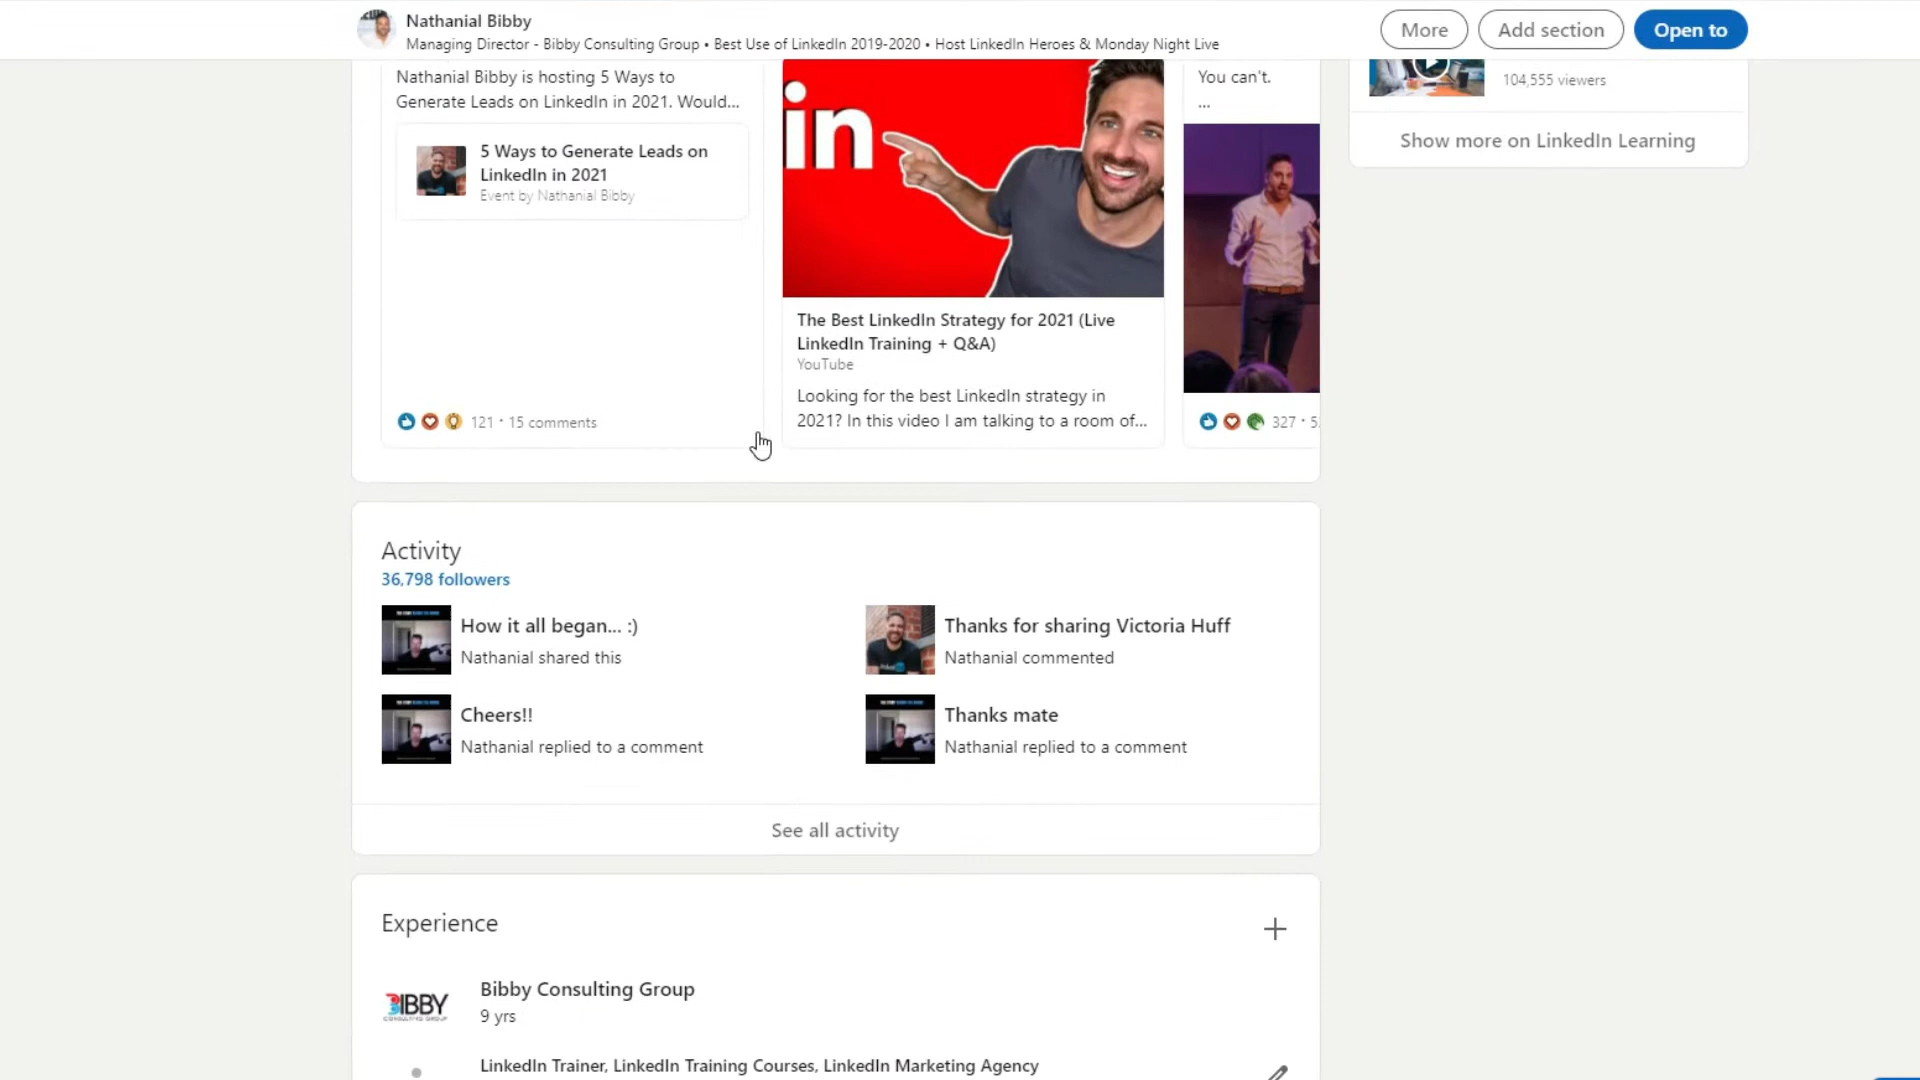 Nathanial Bibby
Managing Director - Bibby Consulting Group • Best Use of LinkedIn 2019-2020 • Host LinkedIn Heroes & Monday Night Live
More
Add section
Open to
Nathanial Bibby is hosting 5 Ways to
Generate Leads on LinkedIn in 2021. Would...
5 Ways to Generate Leads on
LinkedIn in 2021
Event by Nathanial Bibby
121 • 15 comments
in
The Best LinkedIn Strategy for 2021 (Live
LinkedIn Training + Q&A)
YouTube
Looking for the best LinkedIn strategy in
2021? In this video I am talking to a room of...
You can't.
...
327 • 5
104,555 viewers
Show more on LinkedIn Learning
Activity
36,798 followers
How it all began... :)
Nathanial shared this
Thanks for sharing Victoria Huff
Nathanial commented
Cheers!!
Nathanial replied to a comment
Thanks mate
Nathanial replied to a comment
See all activity
Experience
BIBBY
CONSULTING GROUP
Bibby Consulting Group
9 yrs
LinkedIn Trainer, LinkedIn Training Courses, LinkedIn Marketing Agency